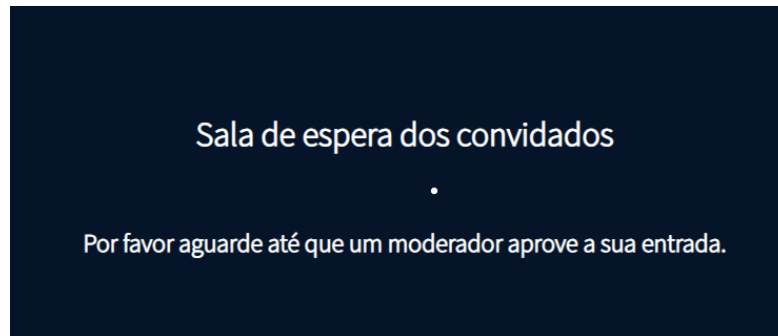 Sala de espera dos convidados
Por favor aguarde até que um moderador aprove a sua entrada.